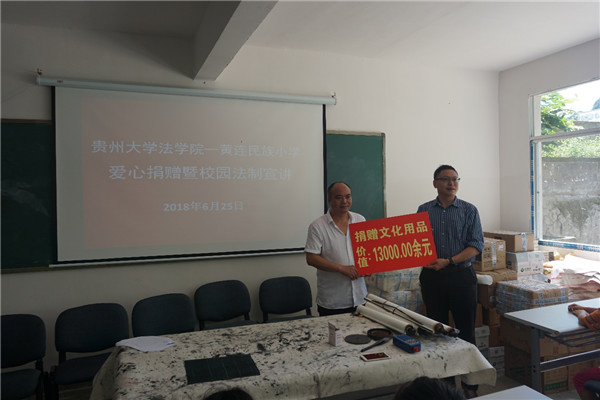 贵州大学法学院—黄连民族小学
爱心捐赠暨校园法制宣讲
2018年6月25日
捐赠文化用品
价值：13000.00余元